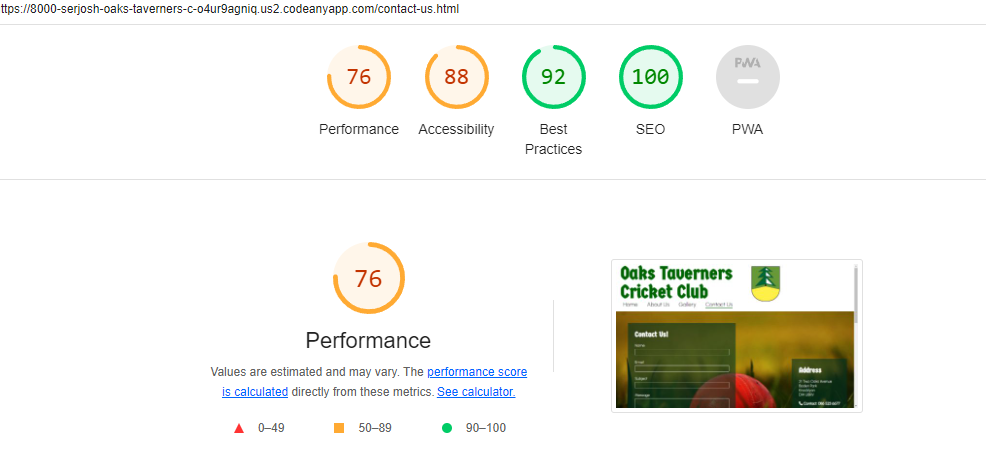 ttps://8000-serjosh-oaks-taverners-c-o4ur9agniq.us2.codeanyapp.com/contact-us.html
76
88
92
100
PWA
Performance
Accessibility
Best
Practices
SEO
PWA
76
Performance
Values are estimated and may vary. The performance score
is calculated directly from these metrics. See calculator.
0–49
50–89
90–100
Oaks Taverners
Cricket Club
Home
About Us
Gallery
Contact Us
Contact Us!
Name
Email
Subject
Message
Address